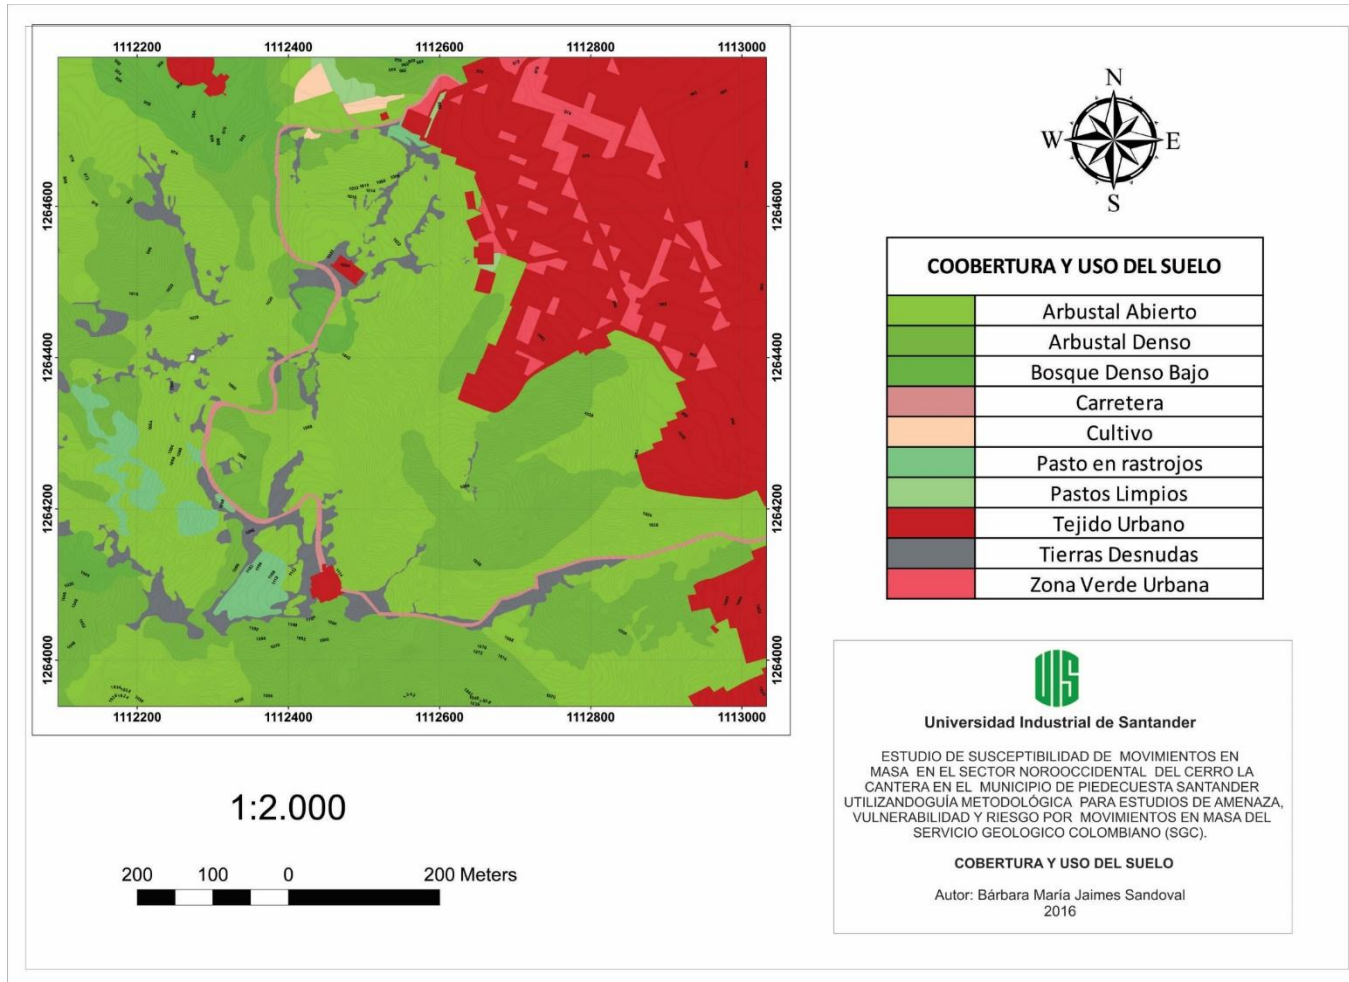 1112200 1112400 1112600 1112800 1113000
1264600
1264400
1264200
1264000
1264600
1264400
1264200
1264000
1112200 1112400 1112600 1112800 1113000
1:2.000
200 100 0 200 Meters
N
W E
S
COOBERTURA Y USO DEL SUELO
Arbustal Abierto
Arbustal Denso
Bosque Denso Bajo
Carretera
Cultivo
Pasto en rastrojos
Pastos Limpios
Tejido Urbano
Tierras Desnudas
Zona Verde Urbana
UIS
Universidad Industrial de Santander
ESTUDIO DE SUSCEPTIBILIDAD DE MOVIMIENTOS EN
MASA EN EL SECTOR NOROOCCIDENTAL DEL CERRO LA
CANTERA EN EL MUNICIPIO DE PIEDECUESTA SANTANDER
UTILIZANDOGUÍA METODOLÓGICA PARA ESTUDIOS DE AMENAZA,
VULNERABILIDAD Y RIESGO POR MOVIMIENTOS EN MASA DEL
SERVICIO GEOLOGICO COLOMBIANO (SGC).
COBERTURA Y USO DEL SUELO
Autor: Bárbara María Jaimes Sandoval
2016